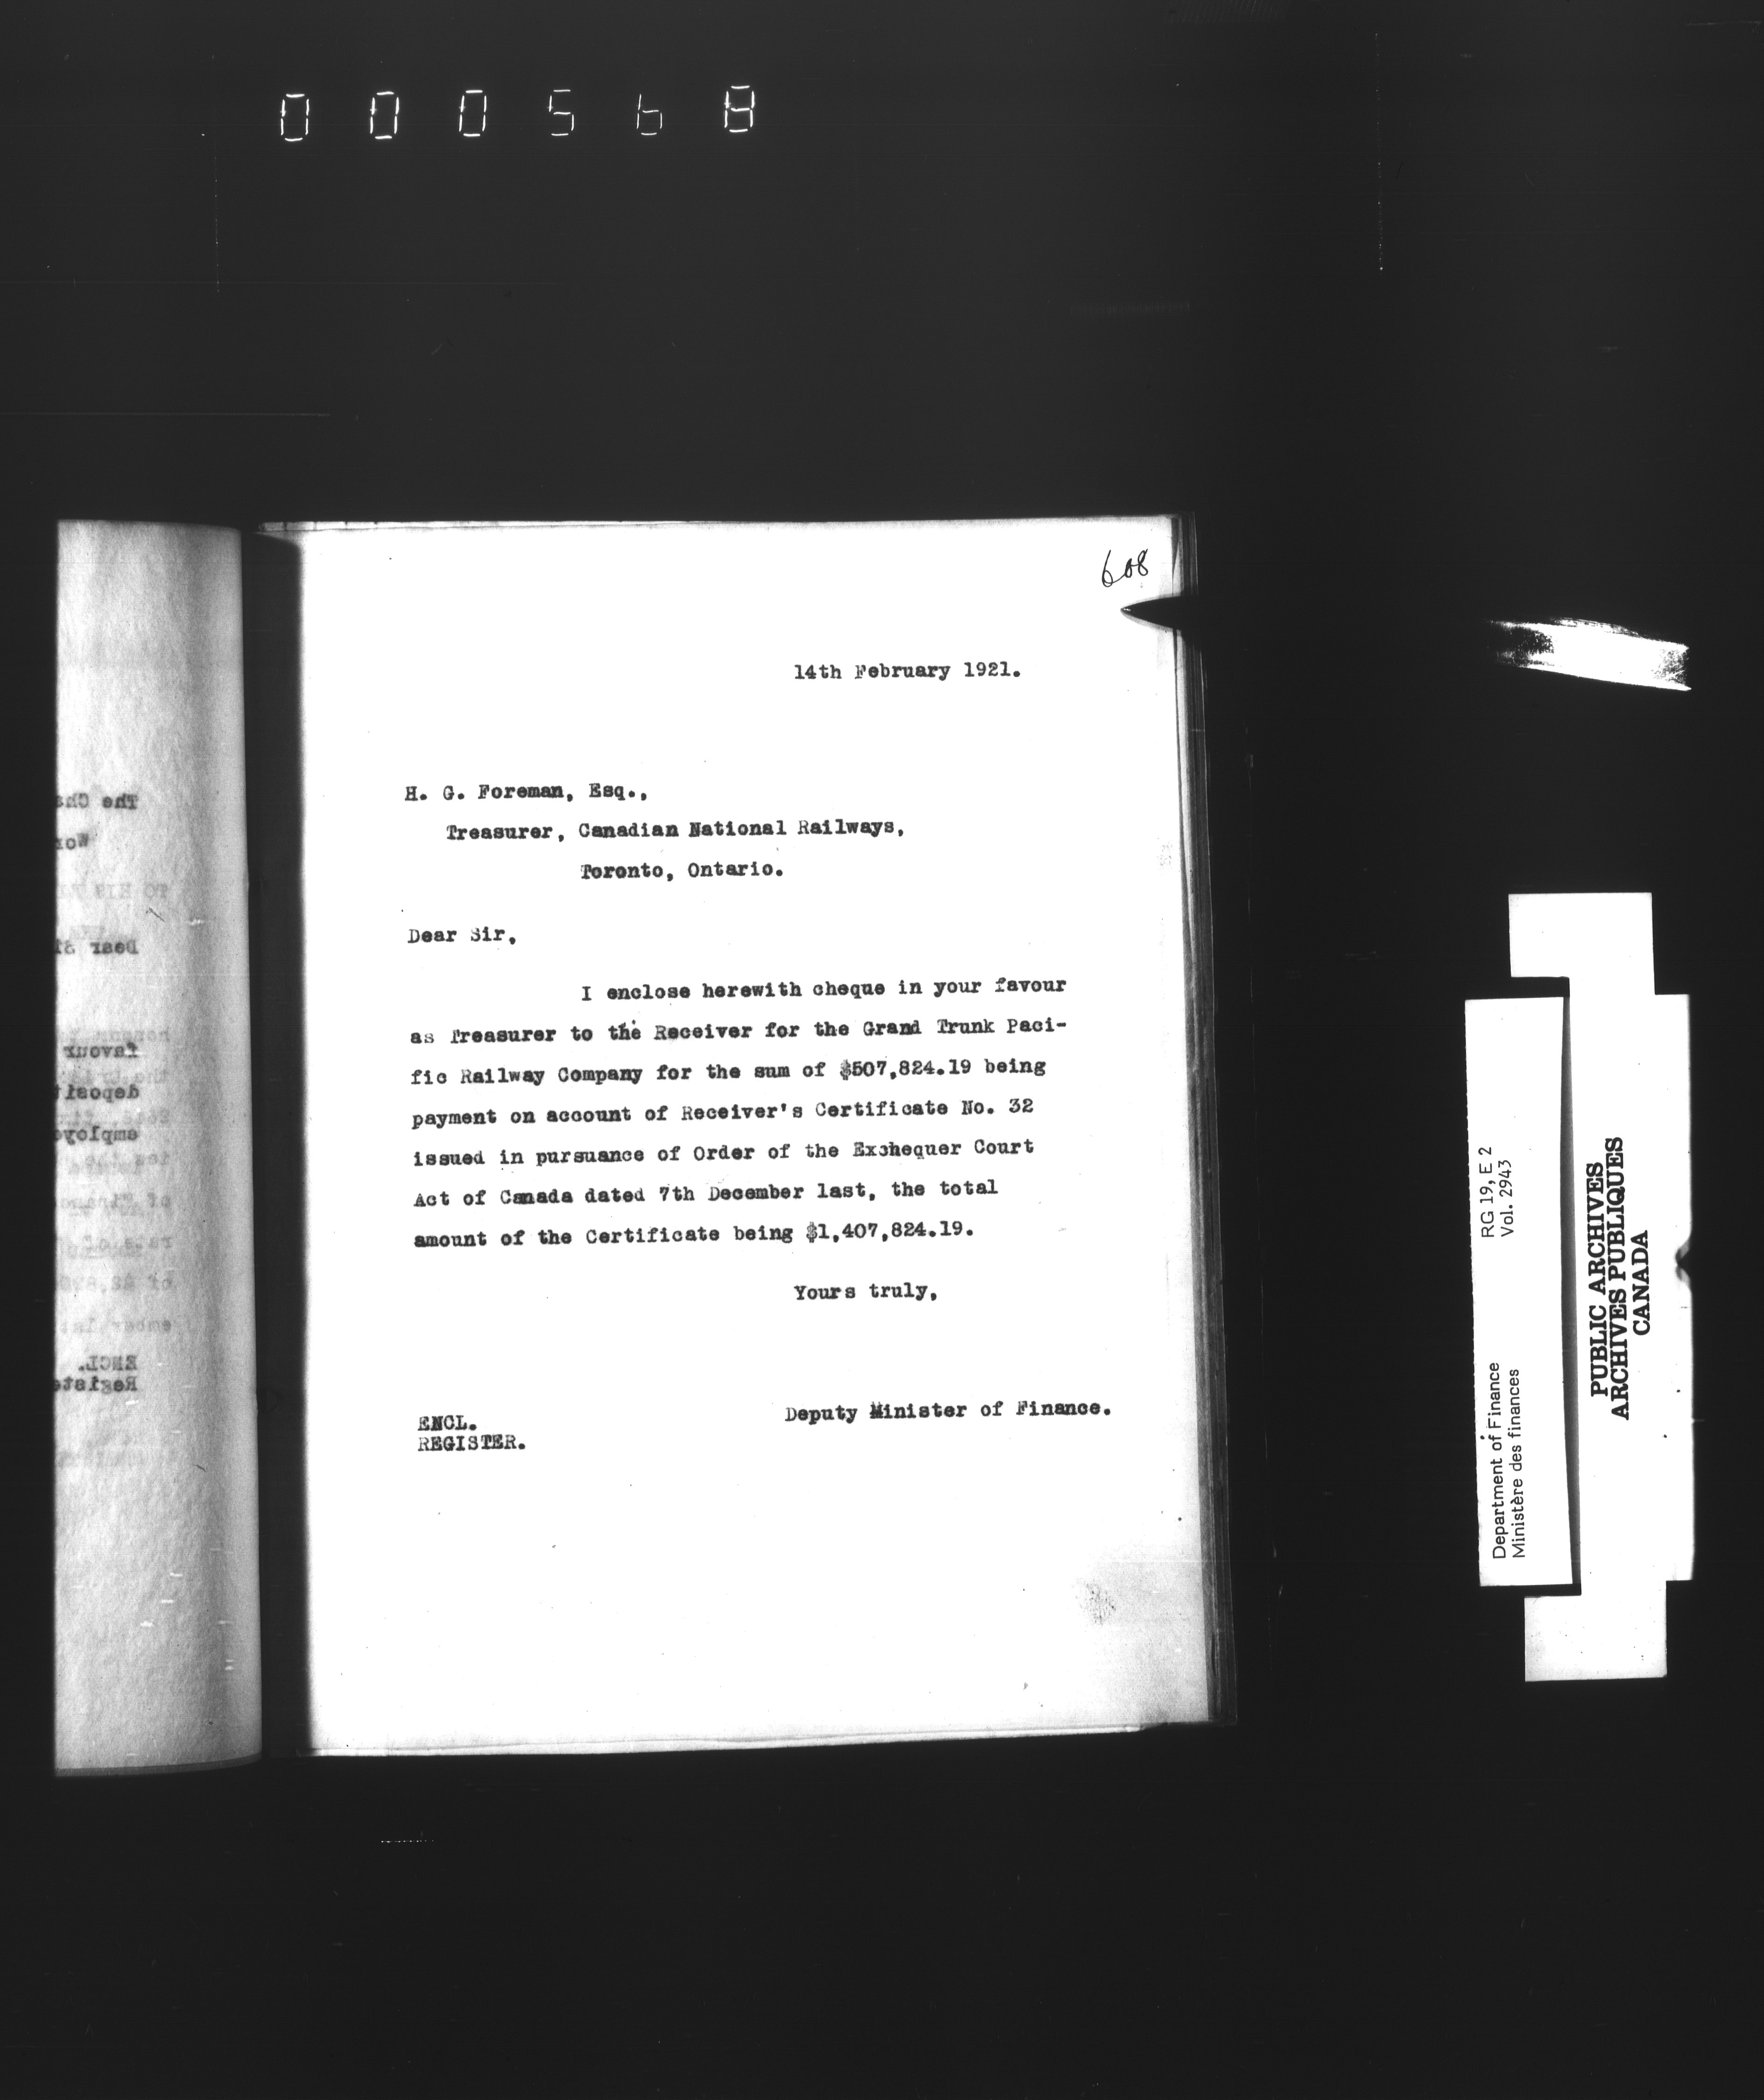 000568
608
14th February 1921.
H. G. Foreman, Esq.,
Treasurer, Canadian National Railways,
Toronto, Ontario.
Dear Sir,
I enclose herewith cheque in your favour
as Treasurer to the Receiver for the Grand Trunk Paci-
fic Railway Company for the sum of $507,824.19 being
payment on account of Receiver's Certificate No. 32
issued in pursuance of Order of the Exchequer Court
Act of Canada dated 7th December last, the total
amount of the Certificate being $1,407,824.19.
Yours truly,
Deputy Minister of Finance.
ENCL.
REGISTER.
Department of Finance RG 19, E 2
Ministère des finances Vol. 2943
PUBLIC ARCHIVES
ARCHIVES PUBLIQUES
CANADA
The
Dear
favour
deposit
ENCL.